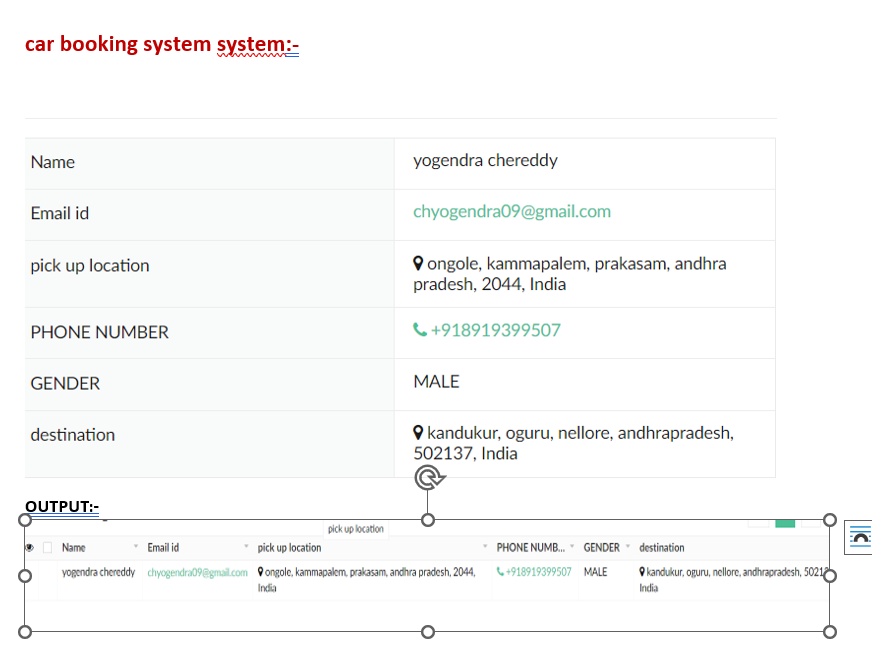 car booking system system:-
Name yogendra chereddy
Email id chyogendra09@gmail.com
pick up location ongole, kammapalem, prakasam, andhra
pradesh, 2044, India
PHONE NUMBER +918919399507
GENDER MALE
destination kandukur, oguru, nellore, andhrapradesh,
502137, India
OUTPUT:-
pick up location
Name Email id pick up location PHONE NUMB... GENDER destination
yogendra chereddy chyogendra09@gmail.com ongole, kammapalem, prakasam, andhra pradesh, 2044, +918919399507 MALE kandukur, oguru, nellore, andhrapradesh,
India India